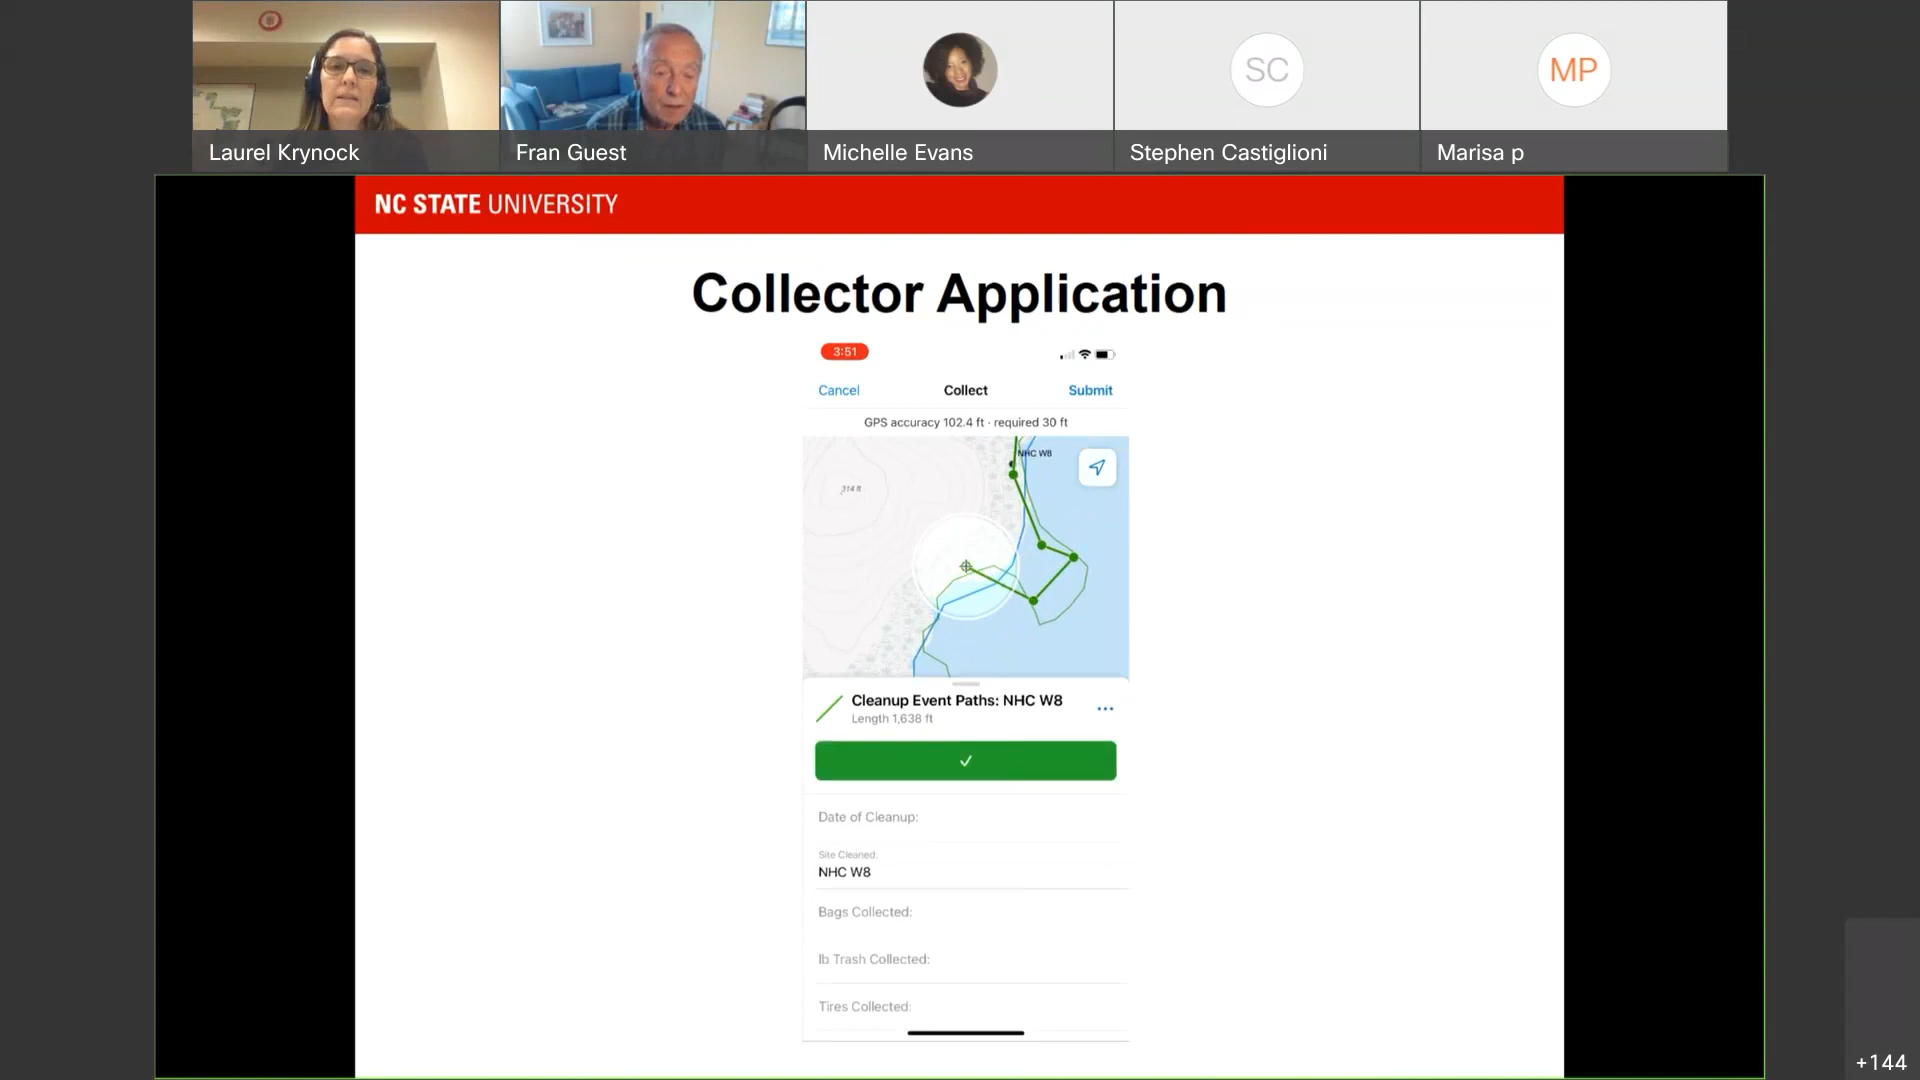 Laurel Krynock
Fran Guest
Michelle Evans
SC
Stephen Castiglioni
MP
Marisa p
NC STATE UNIVERSITY
Collector Application
3:51
Cancel
Collect
Submit
GPS accuracy 102.4 ft · required 30 ft
NHC W8
314 ft
Cleanup Event Paths: NHC W8
Length 1,638 ft
Date of Cleanup:
Site Cleaned:
NHC W8
Bags Collected:
lb Trash Collected:
Tires Collected:
+144